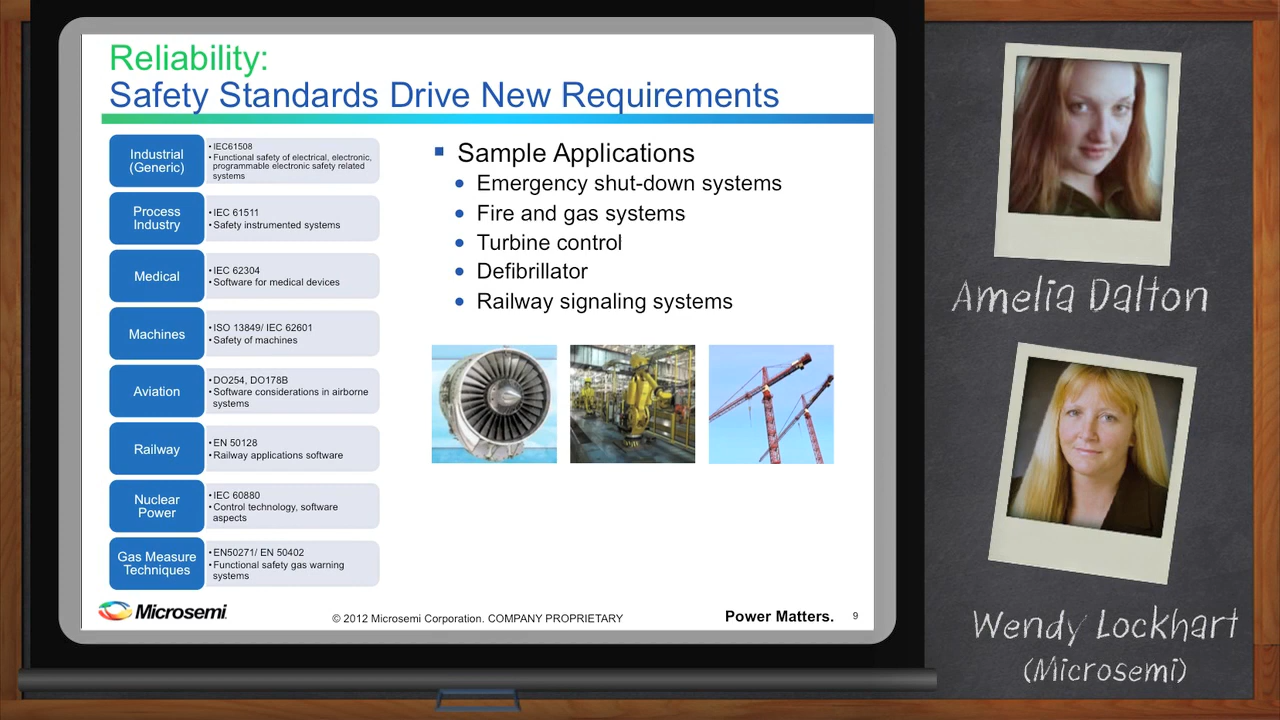 Reliability:
Safety Standards Drive New Requirements
Industrial
(Generic)
• IEC61508
• Functional safety of electrical, electronic,
programmable electronic safety related
systems
Process
Industry
• IEC 61511
• Safety instrumented systems
Medical
• IEC 62304
• Software for medical devices
Machines
• ISO 13849/ IEC 62601
• Safety of machines
Aviation
• DO254, DO178B
• Software considerations in airborne
systems
Railway
• EN 50128
• Railway applications software
Nuclear
Power
• IEC 60880
• Control technology, software
aspects
Gas Measure
Techniques
• EN50271/ EN 50402
• Functional safety gas warning
systems
▪ Sample Applications
• Emergency shut-down systems
• Fire and gas systems
• Turbine control
• Defibrillator
• Railway signaling systems
Microsemi.
© 2012 Microsemi Corporation. COMPANY PROPRIETARY
Power Matters.
9
Amelia Dalton
Wendy Lockhart
(Microsemi)